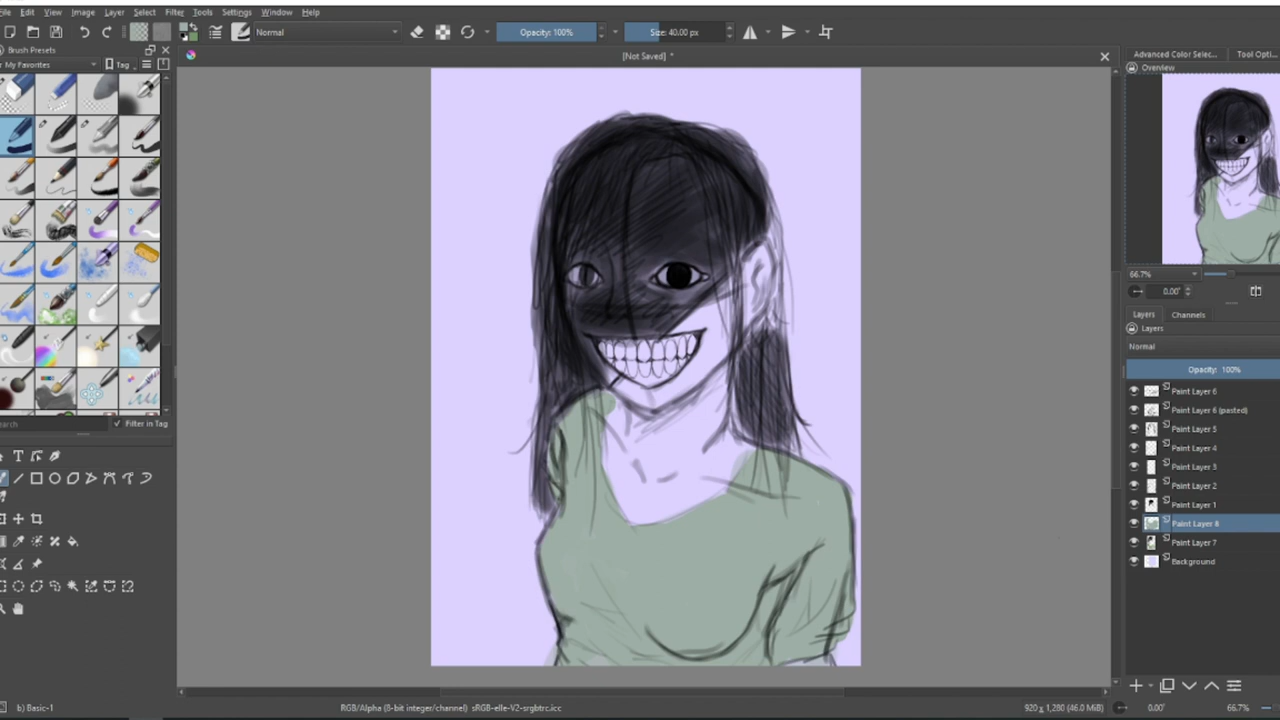 File Edit View Image Layer Select Filter Tools Settings Window Help
Normal Opacity: 100% Size: 40.00 px
Brush Presets
[Not Saved] *
Advanced Color Selec... Tool Opti...
Overview
My Favorites Tag
66.7%
0.00°
Layers Channels
Layers
Normal
Opacity: 100%
Paint Layer 6
Paint Layer 6 (pasted)
Paint Layer 5
Paint Layer 4
Paint Layer 3
Paint Layer 2
Paint Layer 1
Paint Layer 8
Paint Layer 7
Background
Search Filter in Tag
b) Basic-1 RGB/Alpha (8-bit integer/channel) sRGB-elle-V2-srgbtrc.icc 920 x 1,280 (46.0 MiB) 0.00° 66.7%